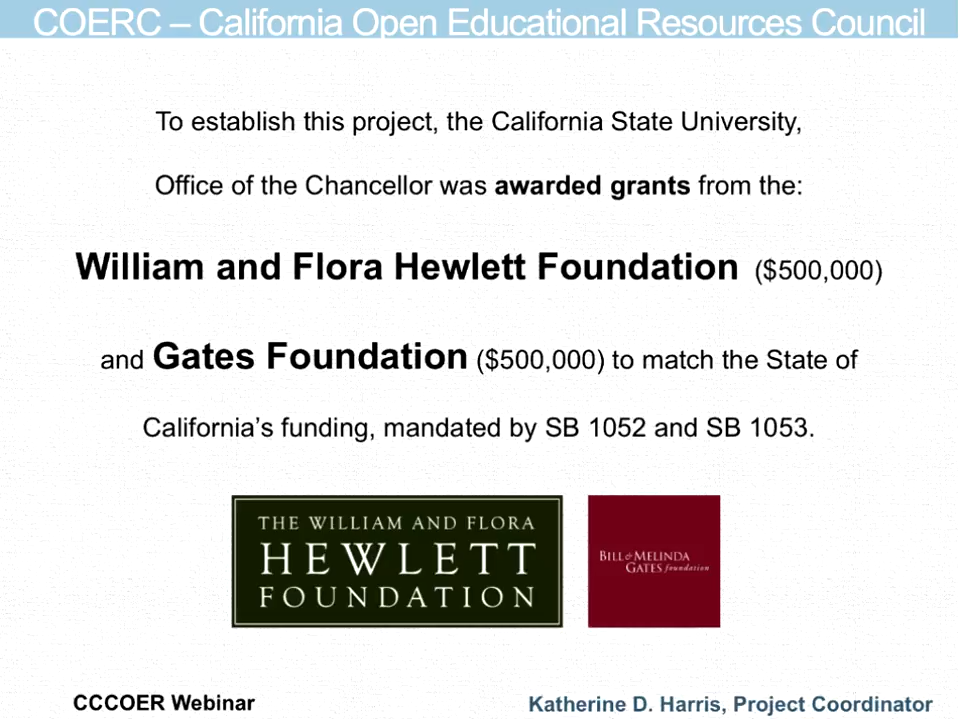 COERC – California Open Educational Resources Council
To establish this project, the California State University,
Office of the Chancellor was awarded grants from the:
William and Flora Hewlett Foundation ($500,000)
and Gates Foundation ($500,000) to match the State of
California’s funding, mandated by SB 1052 and SB 1053.
THE WILLIAM AND FLORA
HEWLETT
FOUNDATION
BILL & MELINDA
GATES foundation
CCCOER Webinar
Katherine D. Harris, Project Coordinator